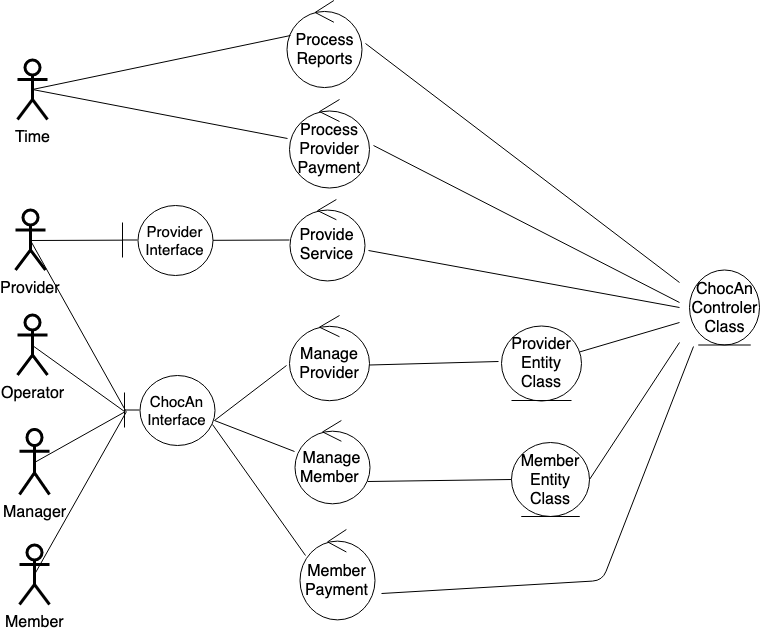 Process
Reports
Time
Process
Provider
Payment
Provider
Interface
Provide
Service
Provider
ChocAn
Controler
Class
Operator
Manage
Provider
Provider
Entity
Class
ChocAn
Interface
Manager
Manage
Member
Member
Entity
Class
Member
Payment
Member